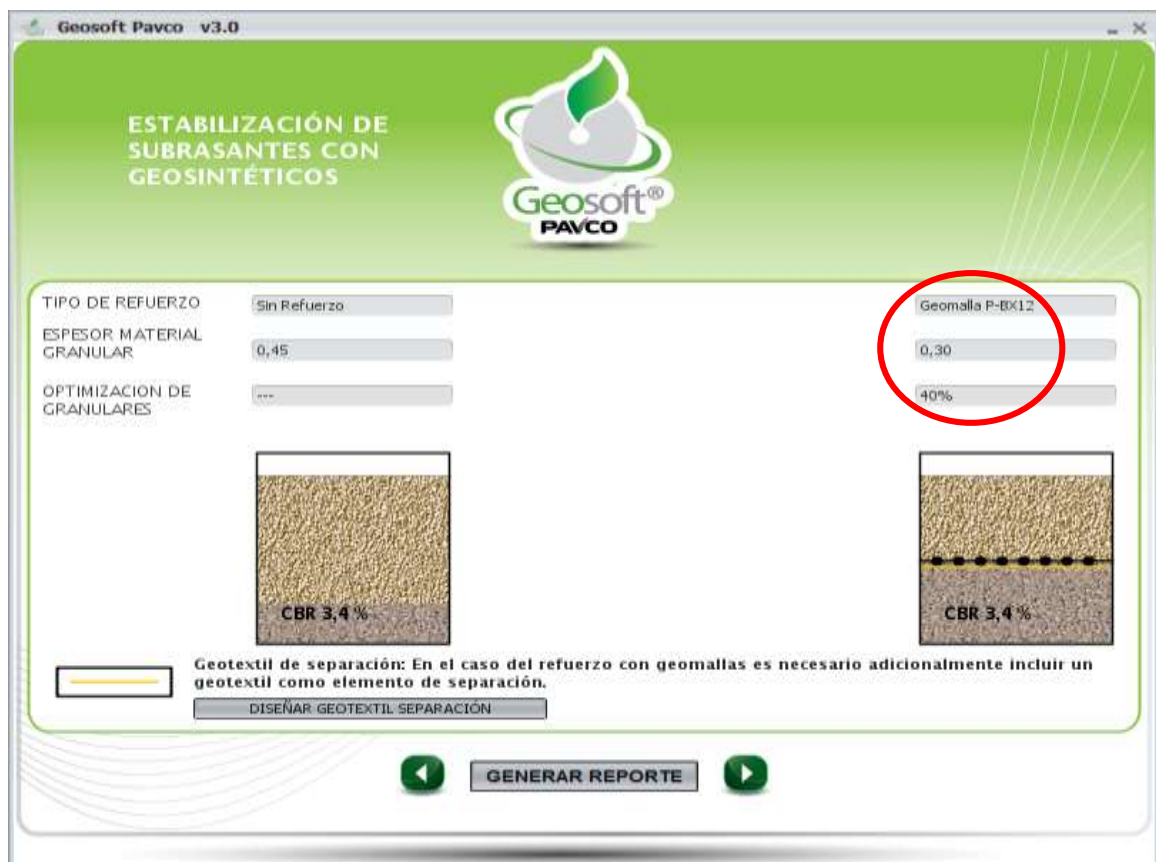 Geosoft Pavco v3.0
ESTABILIZACIÓN DE
SUBRASANTES CON
GEOSINTÉTICOS
Geosoft®
PAVCO
TIPO DE REFUERZO
Sin Refuerzo
Geomalla P-BX12
ESPESOR MATERIAL
GRANULAR
0,45
0,30
OPTIMIZACION DE
GRANULARES
---
40%
CBR 3,4 %
CBR 3,4 %
Geotextil de separación: En el caso del refuerzo con geomallas es necesario adicionalmente incluir un
geotextil como elemento de separación.
DISEÑAR GEOTEXTIL SEPARACIÓN
GENERAR REPORTE